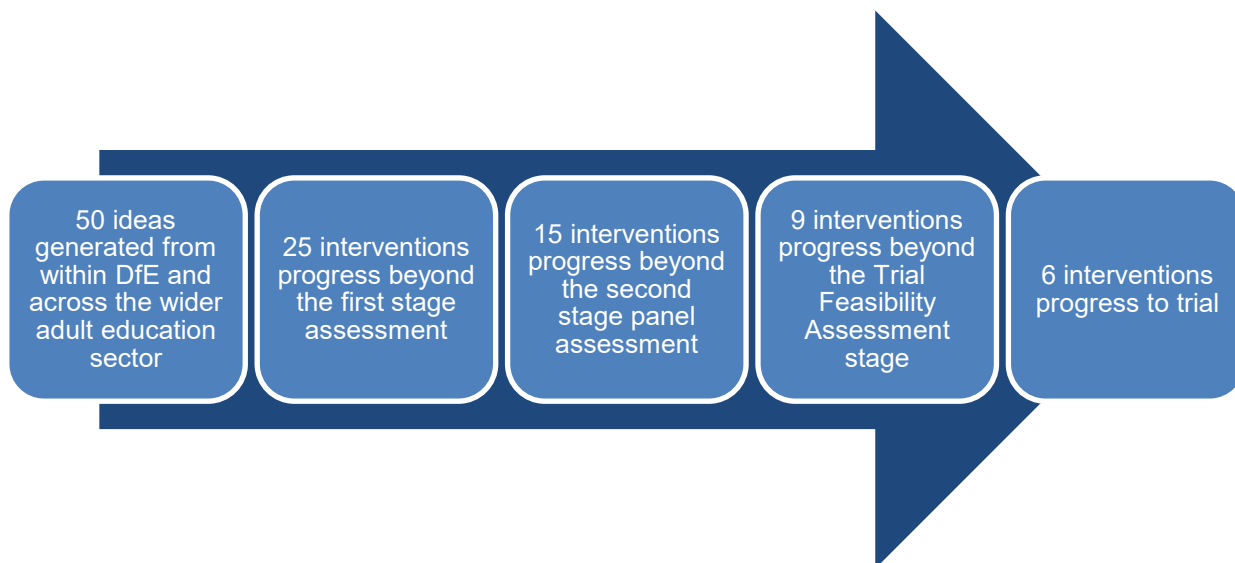 50 ideas
generated from
within DfE and
across the wider
adult education
sector
25 interventions
progress beyond
the first stage
assessment
15 interventions
progress beyond
the second
stage panel
assessment
9 interventions
progress beyond
the Trial
Feasibility
Assessment
stage
6 interventions
progress to trial